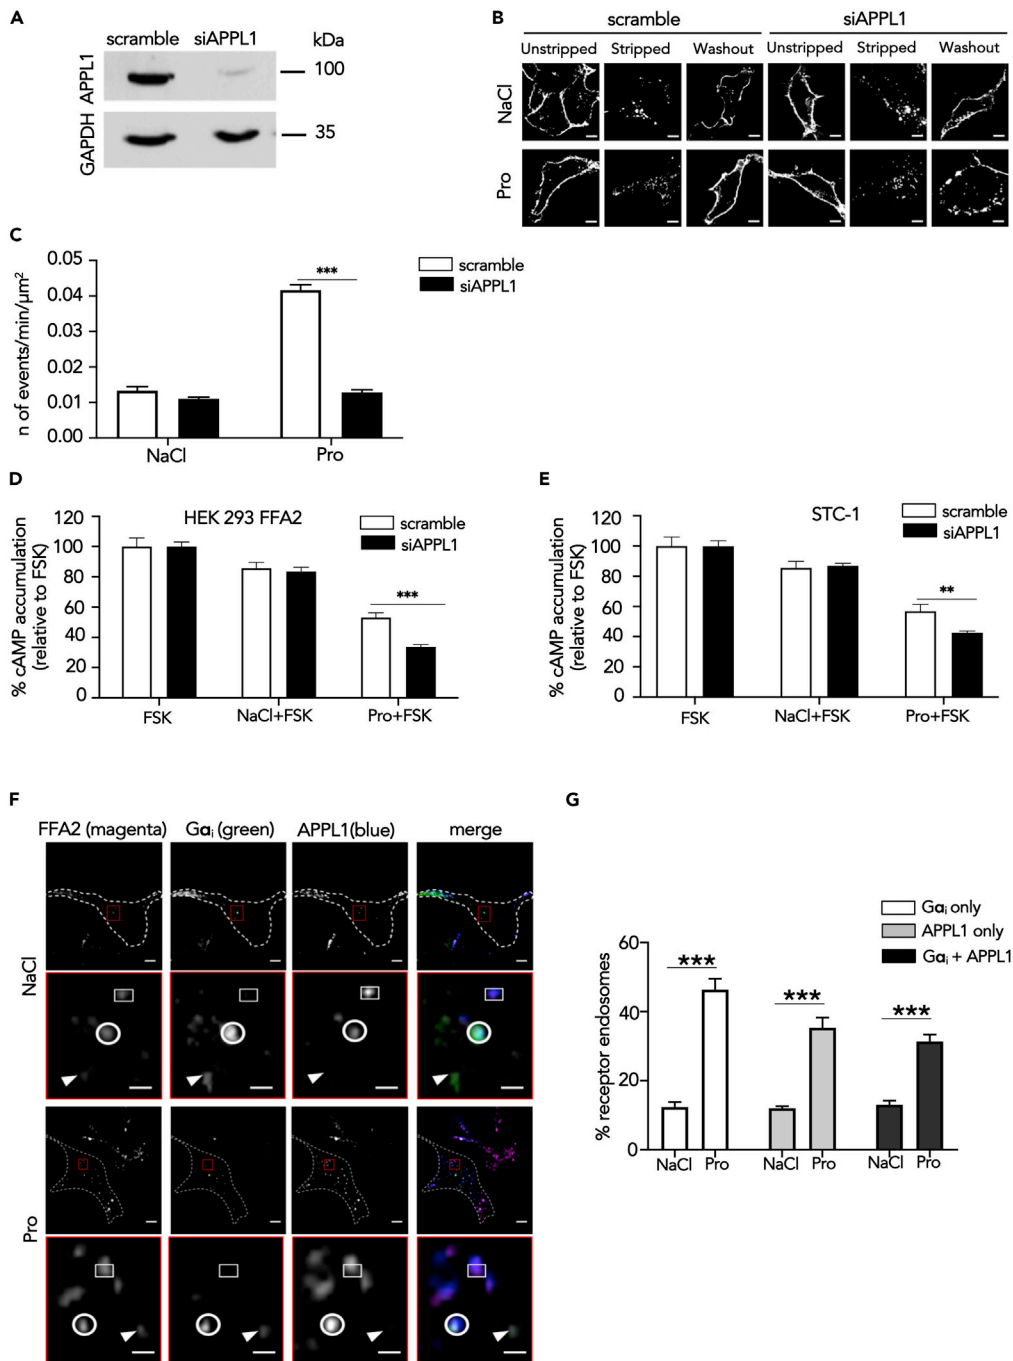 A
scramble siAPPL1 kDa
APPL1
100
GAPDH
35
B
scramble siAPPL1
Unstripped Stripped Washout Unstripped Stripped Washout
NaCl
Pro
C
n of events/min/µm²
0.05
0.04
0.03
0.02
0.01
0.00
NaCl Pro
***
scramble
siAPPL1
D
HEK 293 FFA2
% cAMP accumulation
(relative to FSK)
120
100
80
60
40
20
0
FSK NaCl+FSK Pro+FSK
***
scramble
siAPPL1
E
STC-1
% cAMP accumulation
(relative to FSK)
120
100
80
60
40
20
0
FSK NaCl+FSK Pro+FSK
**
scramble
siAPPL1
F
FFA2 (magenta) Gαi (green) APPL1(blue) merge
NaCl
Pro
G
Gαi only
APPL1 only
Gαi + APPL1
% receptor endosomes
60
40
20
0
*** *** ***
NaCl Pro NaCl Pro NaCl Pro